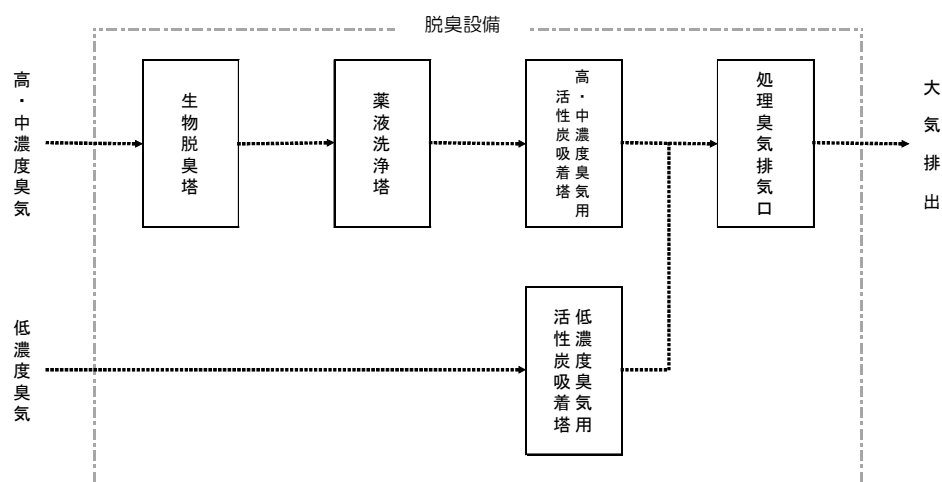 脱臭設備
高・中濃度臭気
生物脱臭塔
薬液洗浄塔
高・中濃度臭気用
活性炭吸着塔
処理臭気排気口
大気排出
低濃度臭気
低濃度臭気用
活性炭吸着塔